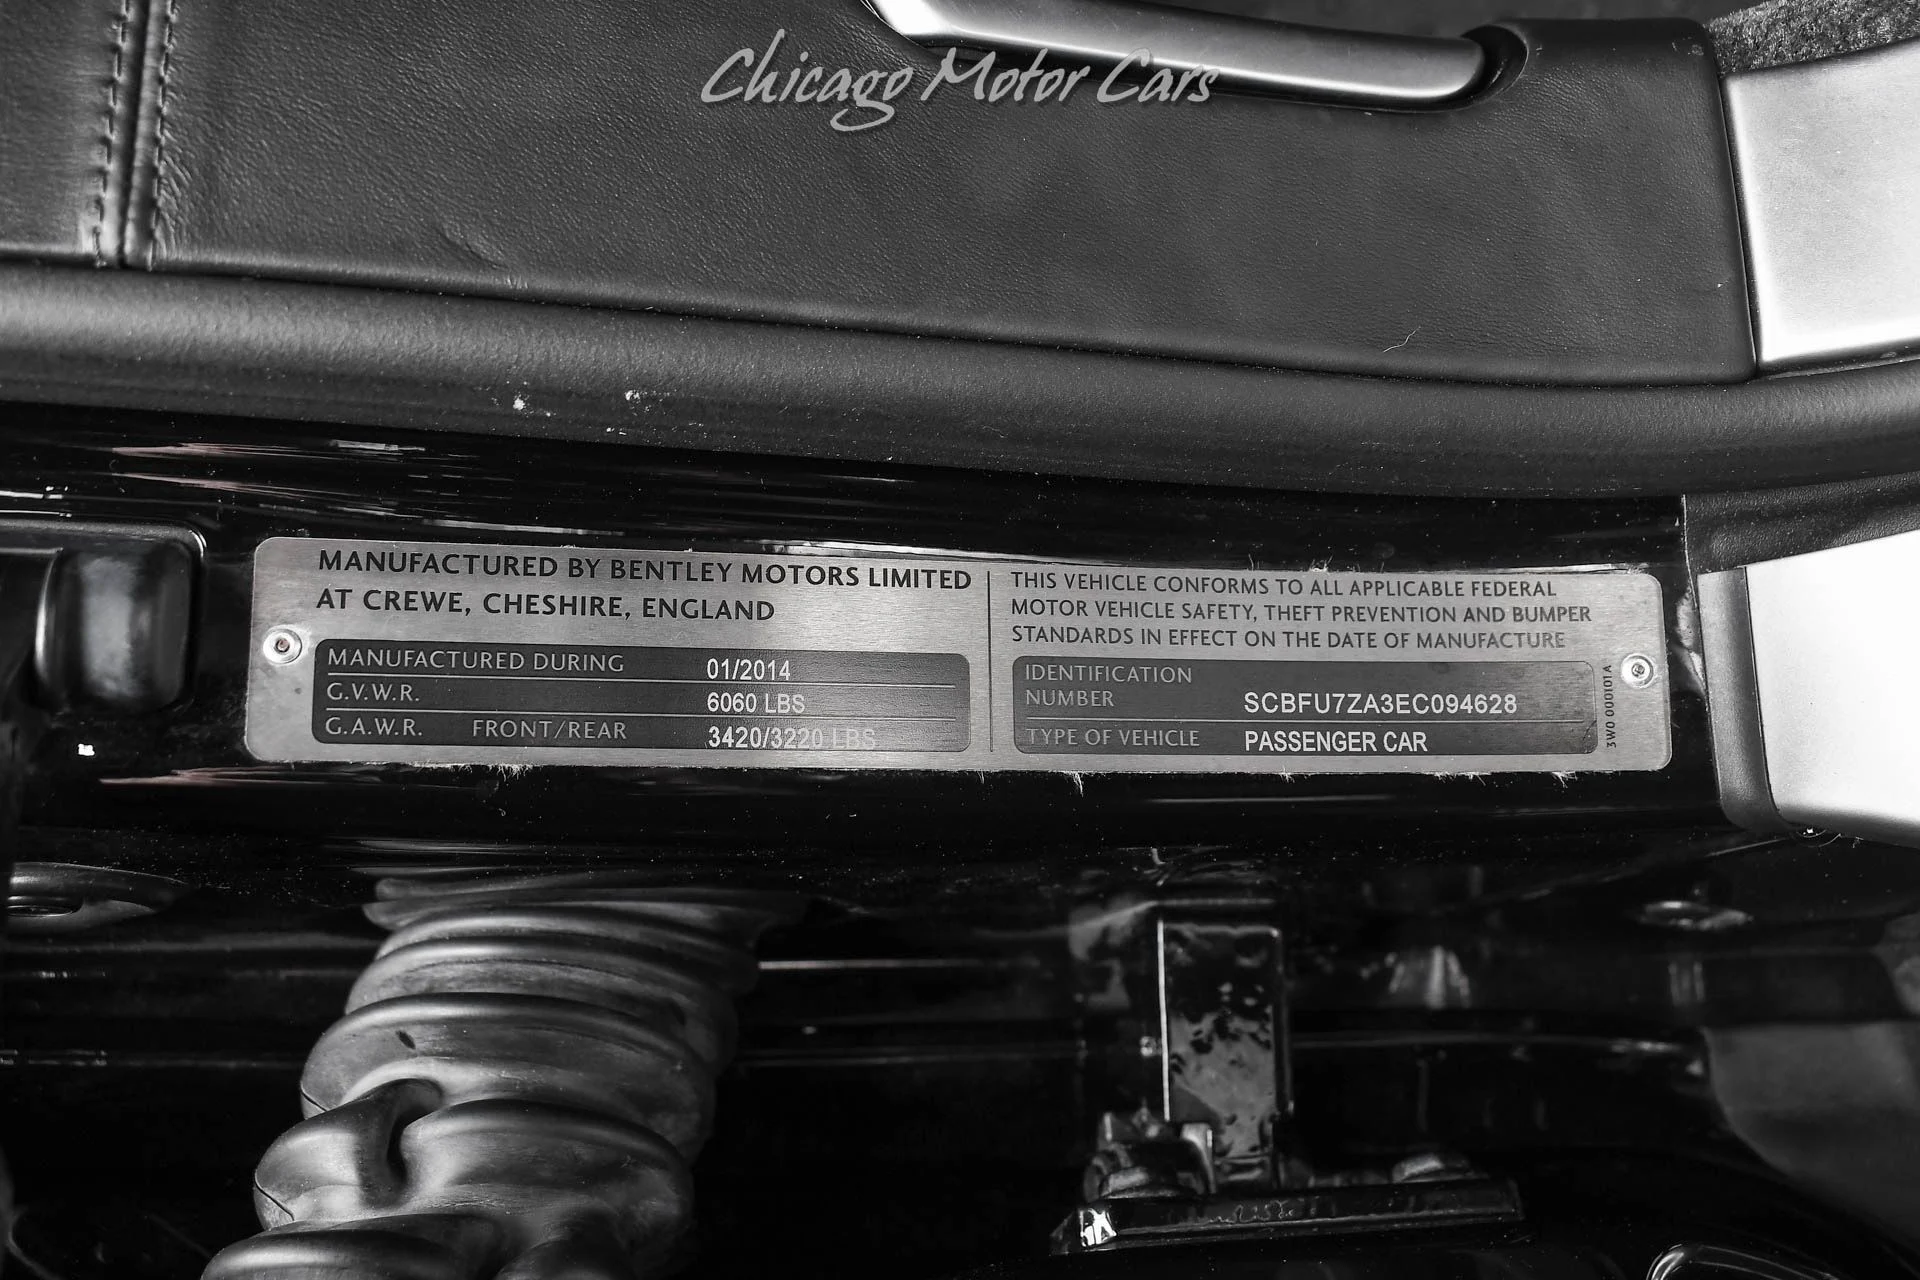 Chicago Motor Cars
MANUFACTURED BY BENTLEY MOTORS LIMITED
AT CREWE, CHESHIRE, ENGLAND
MANUFACTURED DURING 01/2014
G.V.W.R. 6060 LBS
G.A.W.R. FRONT/REAR 3420/3220 LBS
THIS VEHICLE CONFORMS TO ALL APPLICABLE FEDERAL
MOTOR VEHICLE SAFETY, THEFT PREVENTION AND BUMPER
STANDARDS IN EFFECT ON THE DATE OF MANUFACTURE
IDENTIFICATION
NUMBER SCBFU7ZA3EC094628
TYPE OF VEHICLE PASSENGER CAR
3W0 000101A